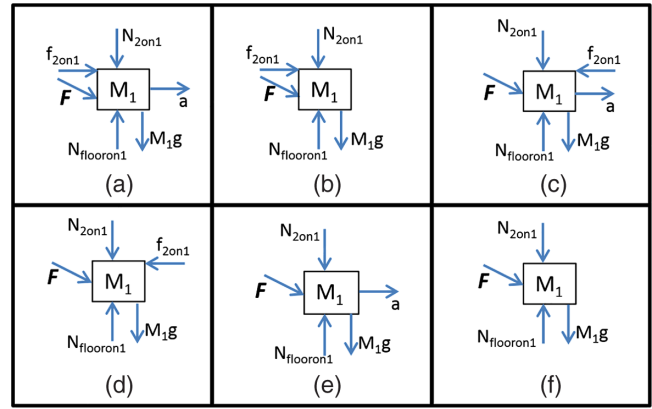 N2on1
f2on1
M1
F
a
Nflooron1
M1g
(a)
N2on1
f2on1
M1
F
Nflooron1
M1g
(b)
N2on1
f2on1
F
M1
a
Nflooron1
M1g
(c)
N2on1
f2on1
F
M1
Nflooron1
M1g
(d)
N2on1
F
M1
a
Nflooron1
M1g
(e)
N2on1
F
M1
Nflooron1
M1g
(f)